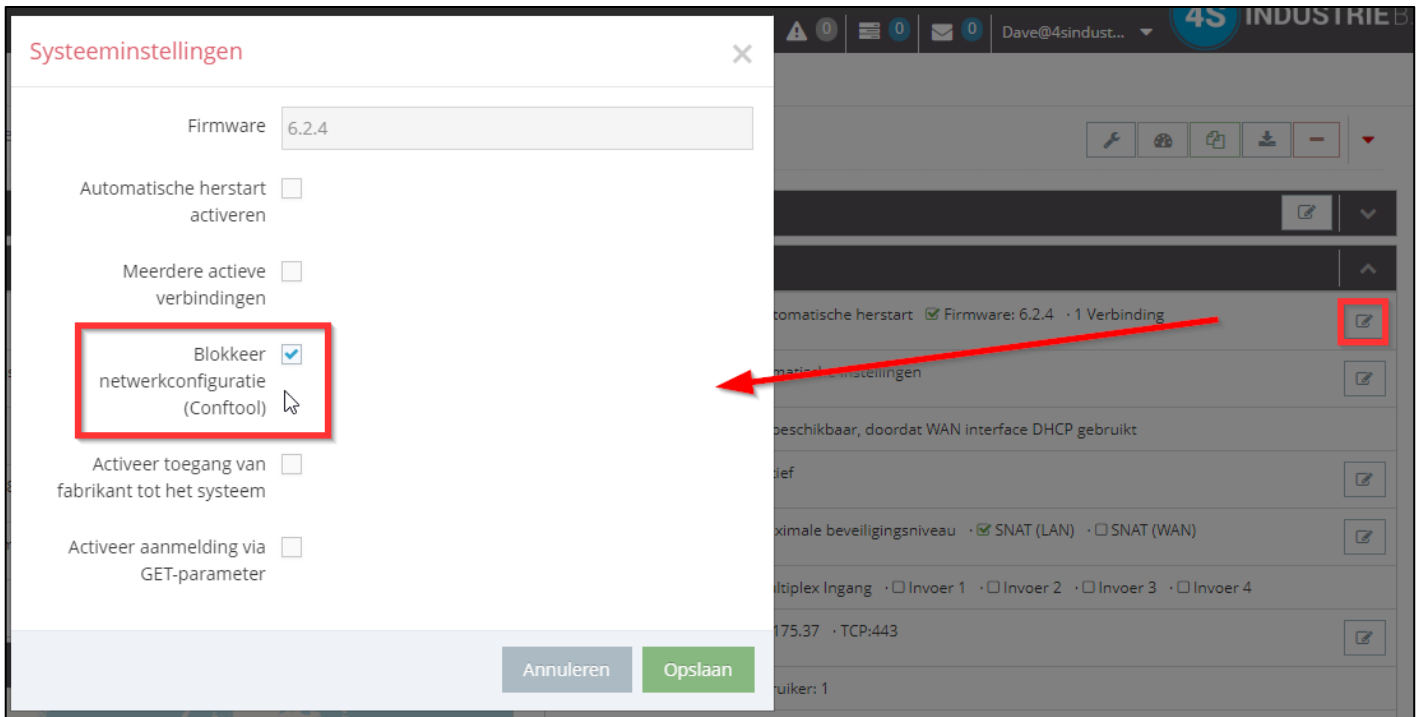 Systeeminstellingen
×
Firmware
6.2.4
Automatische herstart
activeren
Meerdere actieve
verbindingen
Blokkeer
netwerkconfiguratie
(Conftool)
Activeer toegang van
fabrikant tot het systeem
Activeer aanmelding via
GET-parameter
Annuleren
Opslaan
0
0
0
Dave@4sindust...
4S INDUSTRIE B.
tomatische herstart Firmware: 6.2.4 · 1 Verbinding
matische instellingen
beschikbaar, doordat WAN interface DHCP gebruikt
ief
ximale beveiligingsniveau · SNAT (LAN) · SNAT (WAN)
ltiplex Ingang · Invoer 1 · Invoer 2 · Invoer 3 · Invoer 4
175.37 · TCP:443
ruiker: 1